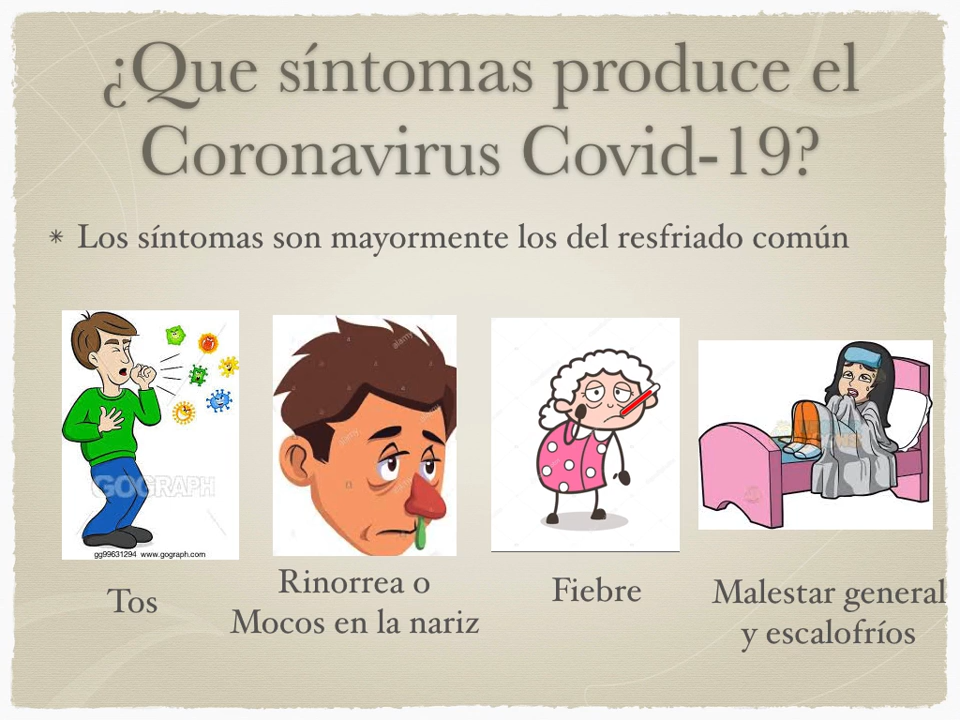 ¿Que síntomas produce el
Coronavirus Covid-19?
Los síntomas son mayormente los del resfriado común
GOGRAPH
gg99631294 www.gograph.com
alamy
a
Tos
Rinorrea o
Mocos en la nariz
Fiebre
Malestar general
y escalofríos